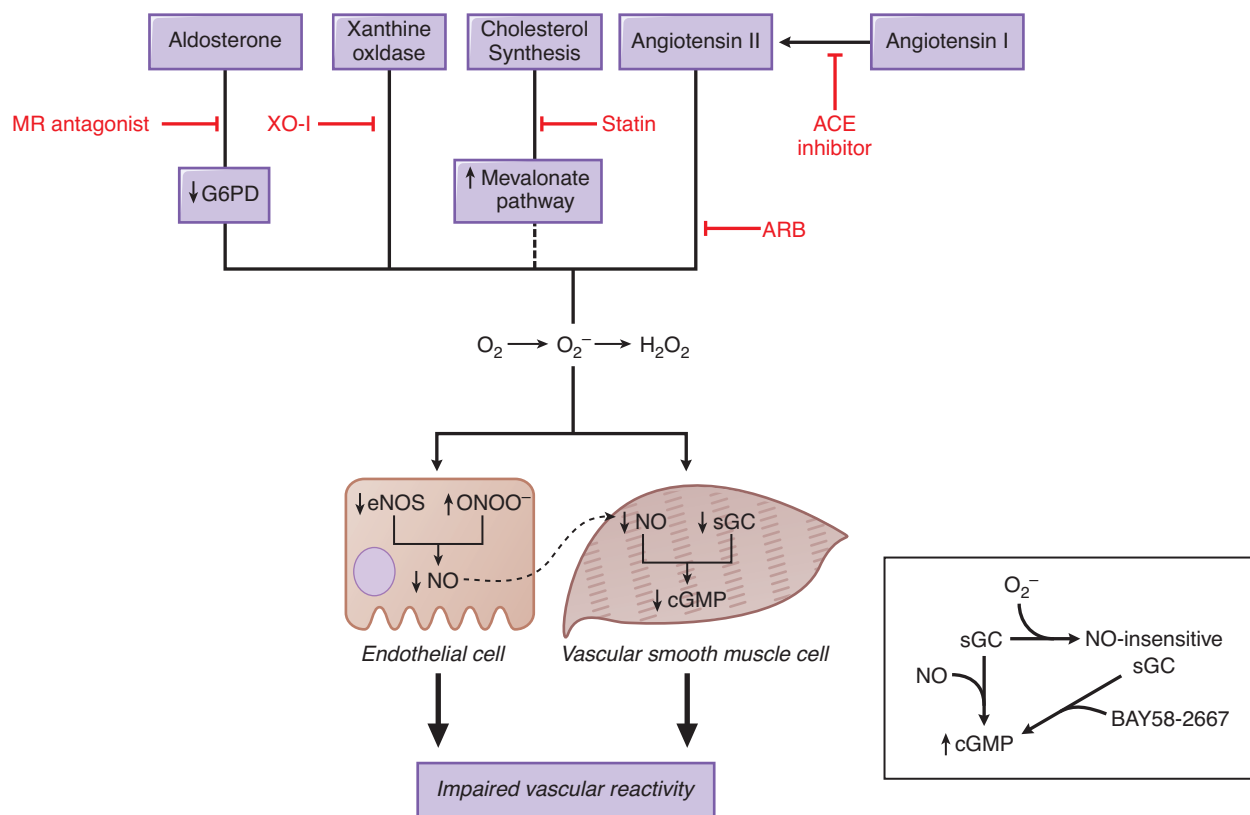 Aldosterone
Xanthine
oxldase
Cholesterol
Synthesis
Angiotensin II
Angiotensin I
MR antagonist
XO-I
Statin
ACE
inhibitor
↓G6PD
↑ Mevalonate
pathway
ARB
O₂ → O₂⁻ → H₂O₂
↓eNOS
↑ONOO⁻
↓NO
↓NO
↓sGC
↓cGMP
Endothelial cell
Vascular smooth muscle cell
Impaired vascular reactivity
O₂⁻
sGC
NO-insensitive
sGC
NO
BAY58-2667
↑cGMP